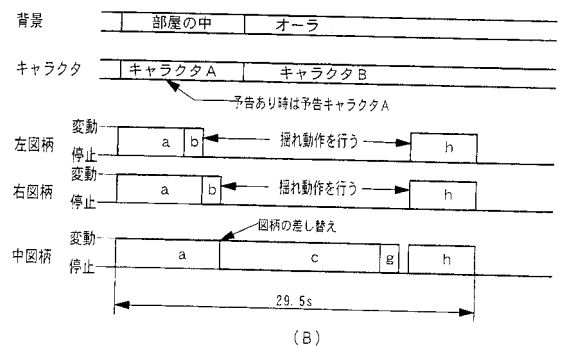 背景 部屋の中 オーラ
キャラクタ キャラクタA キャラクタB
予告あり時は予告キャラクタA
変動
左図柄 a b 揺れ動作を行う h
停止
変動
右図柄 a b 揺れ動作を行う h
停止
図柄の差し替え
変動
中図柄 a c g h
停止
29.5s
(B)